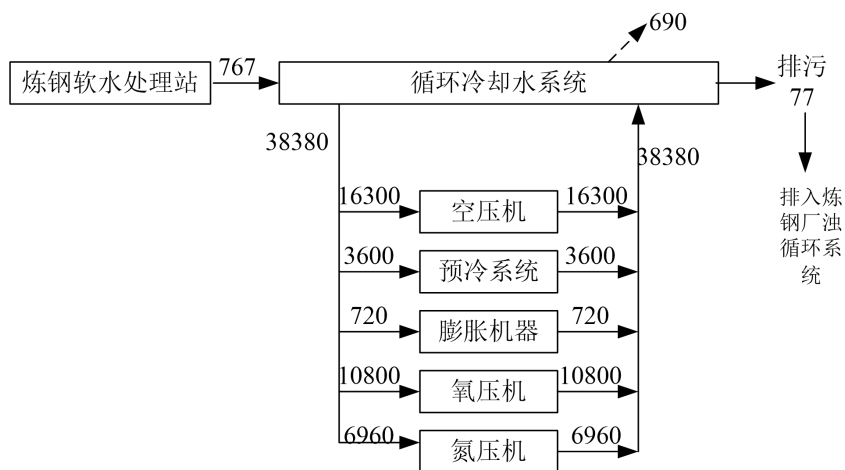 690
炼钢软水处理站
767
循环冷却水系统
排污
77
38380
38380
排入炼
钢厂浊
循环系
统
16300
空压机
16300
3600
预冷系统
3600
720
膨胀机器
720
10800
氧压机
10800
6960
氮压机
6960